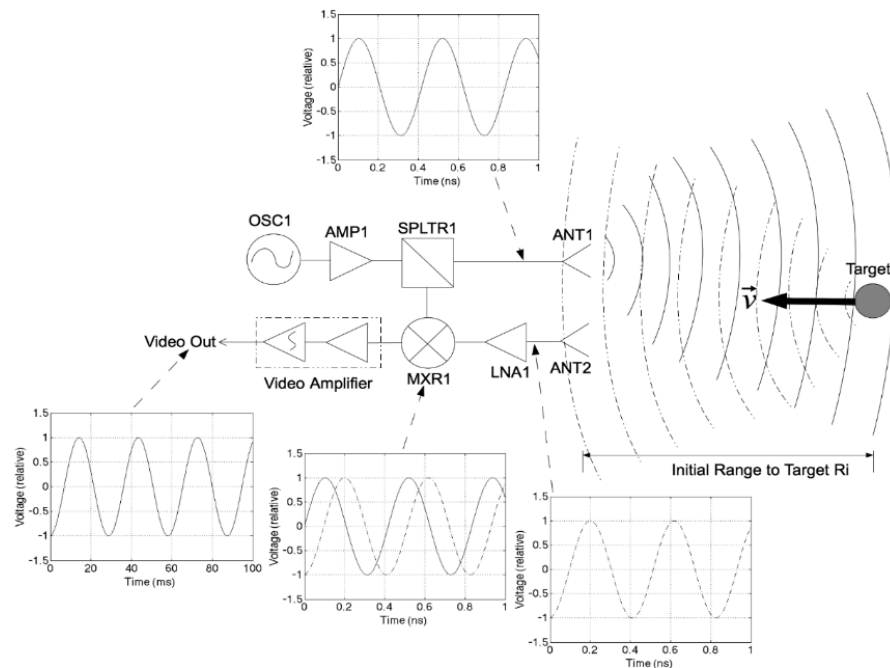 1.5
1
0.5
0
-0.5
-1
-1.5
Voltage (relative)
0 0.2 0.4 0.6 0.8 1
Time (ns)
OSC1
AMP1
SPLTR1
ANT1
Target
v
Video Out
Video Amplifier
MXR1
LNA1
ANT2
Initial Range to Target Ri
1.5
1
0.5
0
-0.5
-1
-1.5
Voltage (relative)
0 20 40 60 80 100
Time (ms)
1.5
1
0.5
0
-0.5
-1
-1.5
Voltage (relative)
0 0.2 0.4 0.6 0.8 1
Time (ns)
1.5
1
0.5
0
-0.5
-1
-1.5
Voltage (relative)
0 0.2 0.4 0.6 0.8 1
Time (ns)